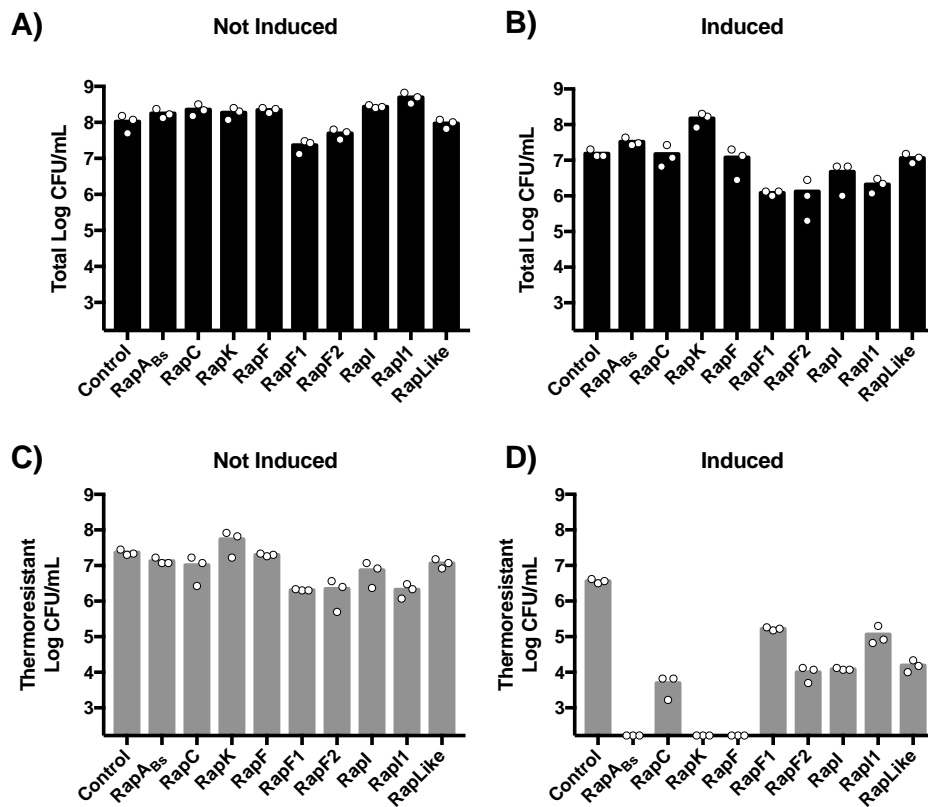 A)
Not Induced
Total Log CFU/mL
9
8
7
6
5
4
3
Control
RapABs
RapC
RapK
RapF
RapF1
RapF2
RapI
RapI1
RapLike
B)
Induced
Total Log CFU/mL
9
8
7
6
5
4
3
Control
RapABs
RapC
RapK
RapF
RapF1
RapF2
RapI
RapI1
RapLike
C)
Not Induced
Thermoresistant
Log CFU/mL
9
8
7
6
5
4
3
Control
RapABs
RapC
RapK
RapF
RapF1
RapF2
RapI
RapI1
RapLike
D)
Induced
Thermoresistant
Log CFU/mL
9
8
7
6
5
4
3
Control
RapABs
RapC
RapK
RapF
RapF1
RapF2
RapI
RapI1
RapLike